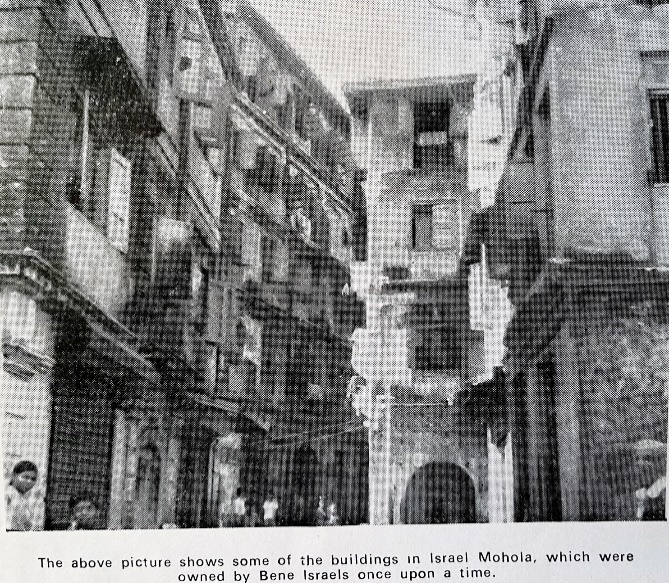 The above picture shows some of the buildings in Israel Mohola, which were
owned by Bene Israels once upon a time.